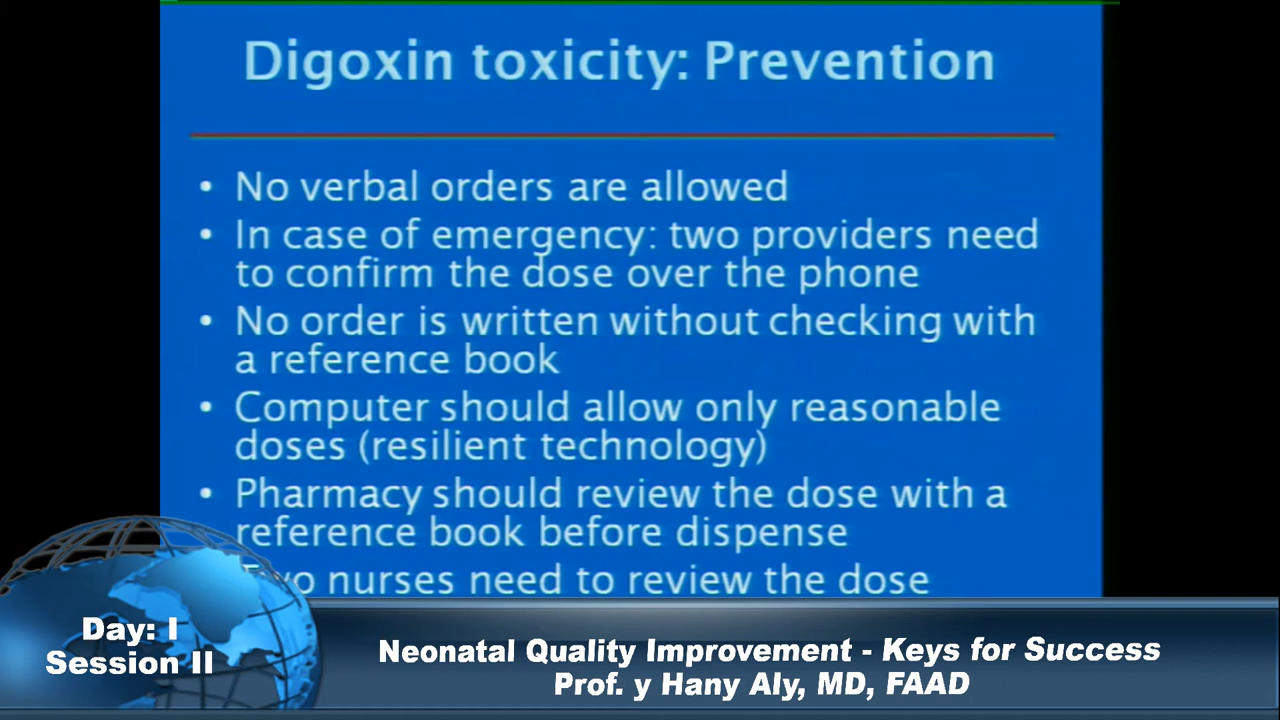 Digoxin toxicity: Prevention
• No verbal orders are allowed
• In case of emergency: two providers need
to confirm the dose over the phone
• No order is written without checking with
a reference book
• Computer should allow only reasonable
doses (resilient technology)
• Pharmacy should review the dose with a
reference book before dispense
Two nurses need to review the dose
Day: I
Session II
Neonatal Quality Improvement - Keys for Success
Prof. y Hany Aly, MD, FAAD